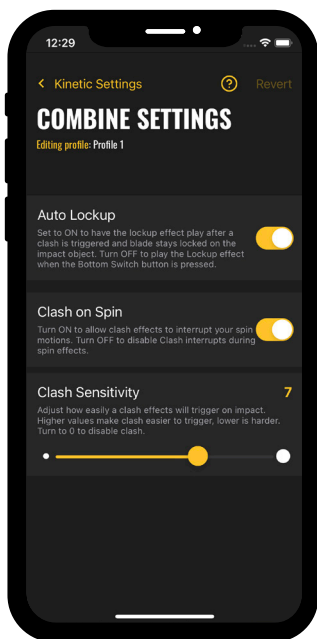 12:29
Kinetic Settings
Revert
COMBINE SETTINGS
Editing profile: Profile 1
Auto Lockup
Set to ON to have the lockup effect play after a
clash is triggered and blade stays locked on the
impact object. Turn OFF to play the Lockup effect
when the Bottom Switch button is pressed.
Clash on Spin
Turn ON to allow clash effects to interrupt your spin
motions. Turn OFF to disable Clash interrupts during
spin effects.
Clash Sensitivity 7
Adjust how easily a clash effects will trigger on impact.
Higher values make clash easier to trigger, lower is harder.
Turn to 0 to disable clash.